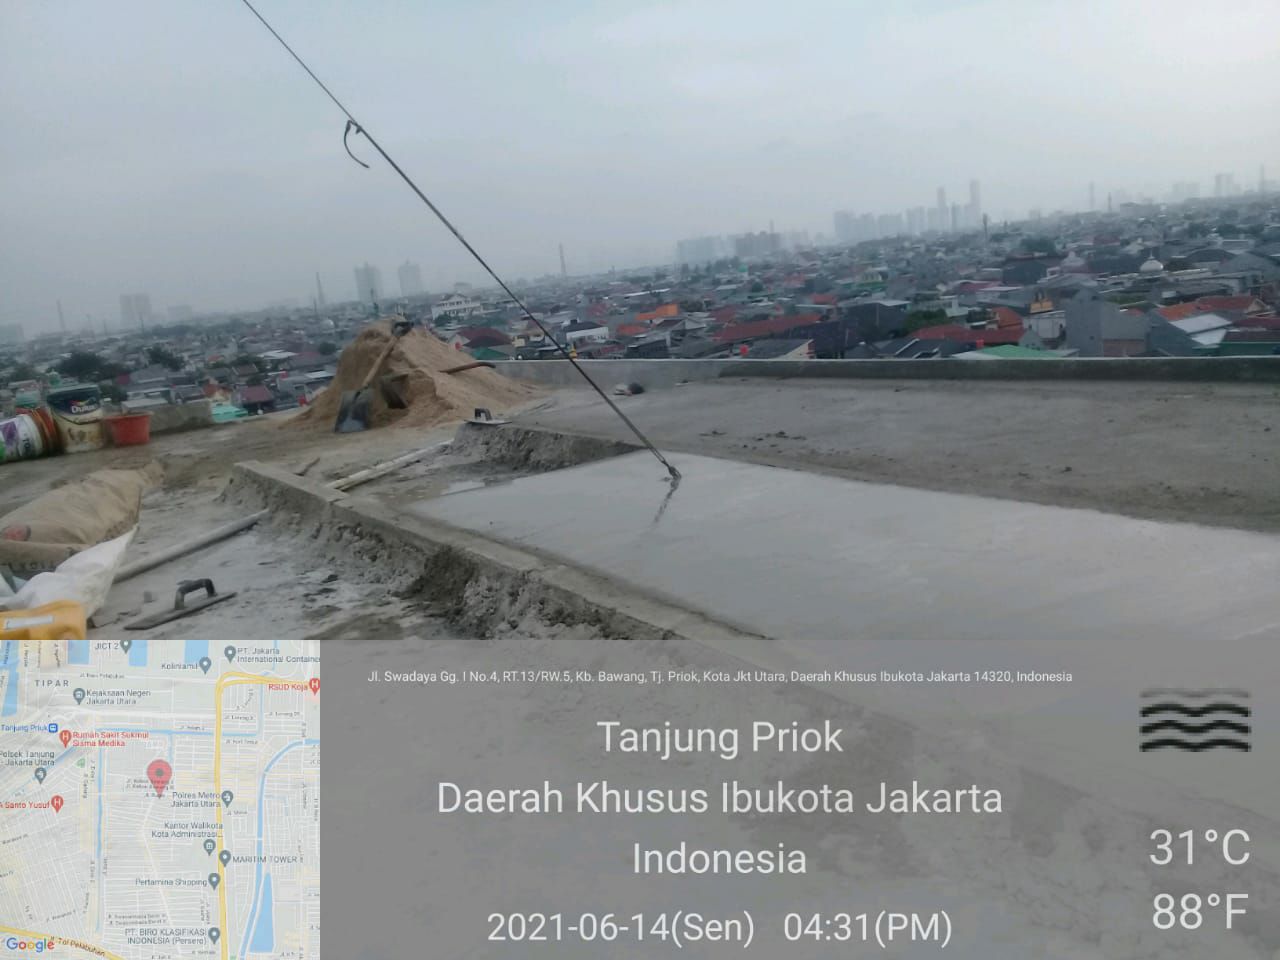 Dulux
JICT 2
Kolinlamil
PT. Jakarta
International Container
TIPAR
Kejaksaan Negeri
Jakarta Utara
RSUD Koja
Tanjung Priuk
Rumah Sakit Sukmul
Sisma Medika
Polsek Tanjung
- Jakarta Utara
Santo Yusuf
Polres Metro
Jakarta Utara
Kantor Walikota
Kota Administrasi...
MARITIM TOWER
Pertamina Shipping
PT. BIRO KLASIFIKASI
INDONESIA (Persero)
Google
Jl. Tol Pelabuhan
Jl. Swadaya Gg. I No.4, RT.13/RW.5, Kb. Bawang, Tj. Priok, Kota Jkt Utara, Daerah Khusus Ibukota Jakarta 14320, Indonesia
Tanjung Priok
Daerah Khusus Ibukota Jakarta
Indonesia
2021-06-14(Sen) 04:31(PM)
31°C
88°F